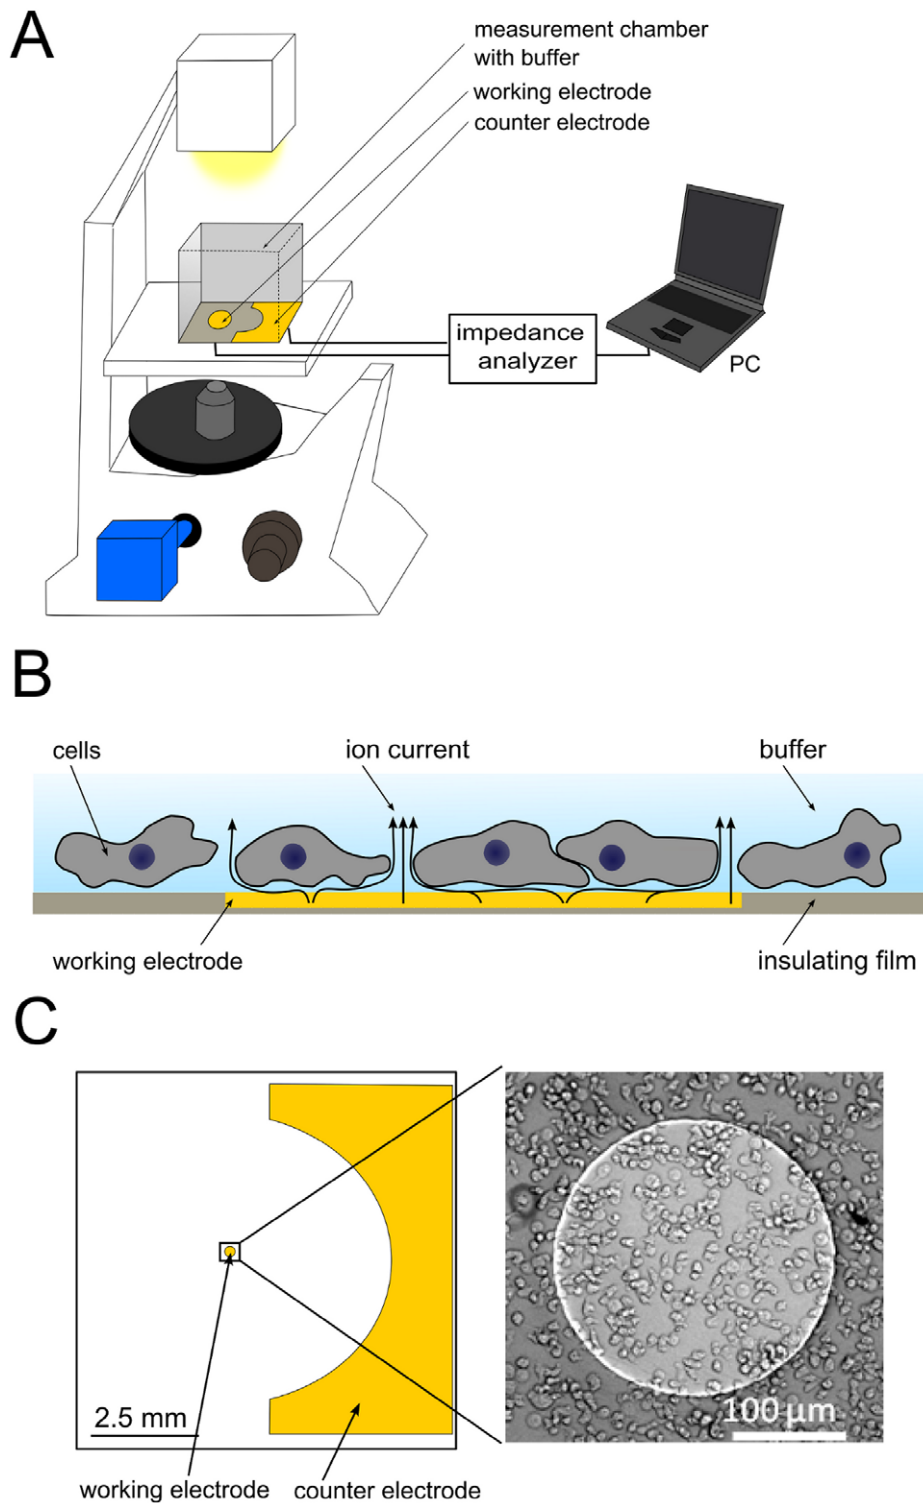 A
measurement chamber
with buffer
working electrode
counter electrode
impedance
analyzer
PC
B
cells
ion current
buffer
working electrode
insulating film
C
2.5 mm
100 µm
working electrode
counter electrode